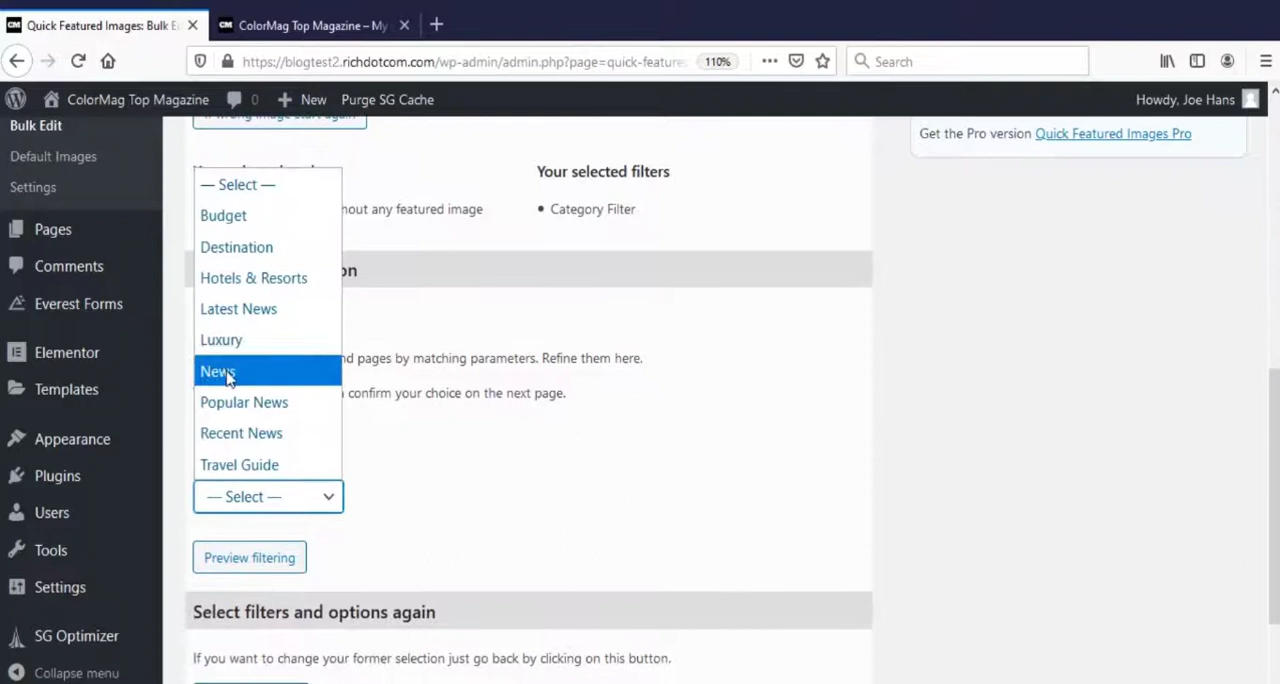 Quick Featured Images: Bulk E
ColorMag Top Magazine – My
https://blogtest2.richdotcom.com/wp-admin/admin.php?page=quick-feature
110%
Search
ColorMag Top Magazine
0
New
Purge SG Cache
Howdy, Joe Hans
Bulk Edit
Default Images
Settings
Pages
Comments
Everest Forms
Elementor
Templates
Appearance
Plugins
Users
Tools
Settings
SG Optimizer
Collapse menu
If wrong image start again
Get the Pro version Quick Featured Images Pro
Your selected filters
hout any featured image
• Category Filter
on
— Select —
Budget
Destination
Hotels & Resorts
Latest News
Luxury
News
Popular News
Recent News
Travel Guide
nd pages by matching parameters. Refine them here.
confirm your choice on the next page.
— Select —
Preview filtering
Select filters and options again
If you want to change your former selection just go back by clicking on this button.